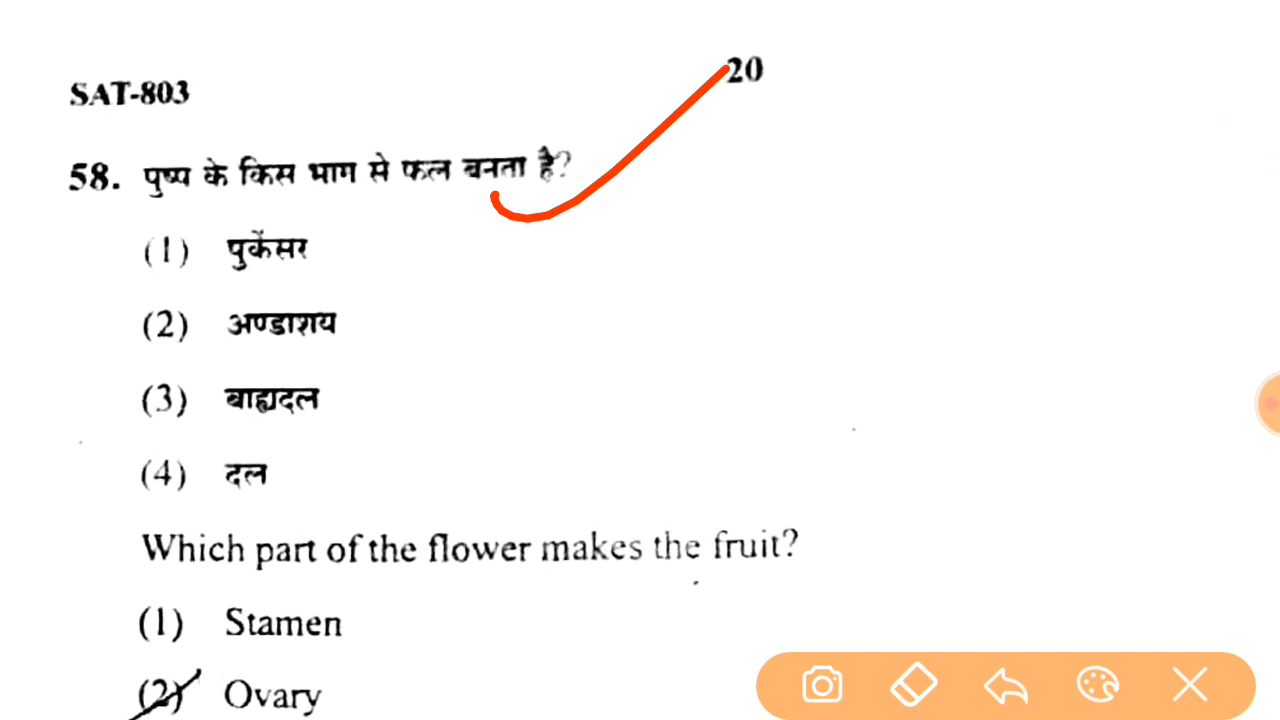 SAT-803
20
58. पुष्प के किस भाग से फल बनता है?
(1) पुकेंसर
(2) अण्डाशय
(3) बाह्यदल
(4) दल
Which part of the flower makes the fruit?
(1) Stamen
(2) Ovary